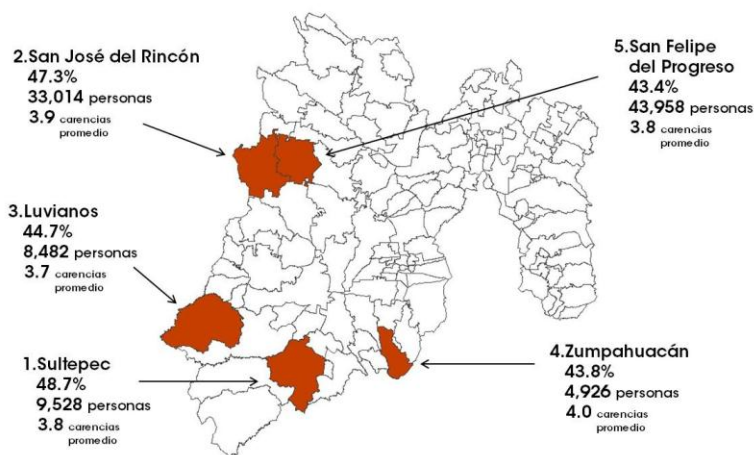 2.San José del Rincón
47.3%
33,014 personas
3.9 carencias
promedio
5.San Felipe
del Progreso
43.4%
43,958 personas
3.8 carencias
promedio
3.Luvianos
44.7%
8,482 personas
3.7 carencias
promedio
1.Sultepec
48.7%
9,528 personas
3.8 carencias
promedio
4.Zumpahuacán
43.8%
4,926 personas
4.0 carencias
promedio